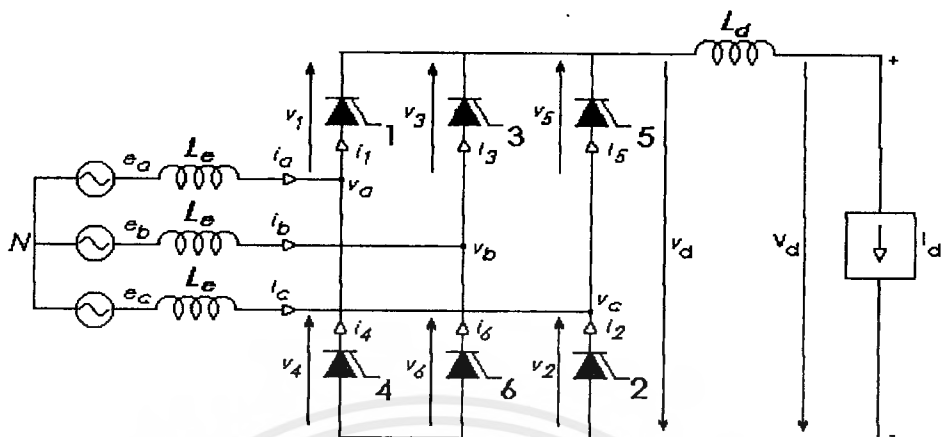 L_d
+
v_1
v_3
v_5
1
3
5
i_1
i_3
i_5
e_a L_e i_a
v_a
e_b L_e i_b
N
v_b
v_d
v_d
I_d
e_c L_e i_c
v_c
i_4
i_6
i_2
v_4
v_6
v_2
4
6
2
-